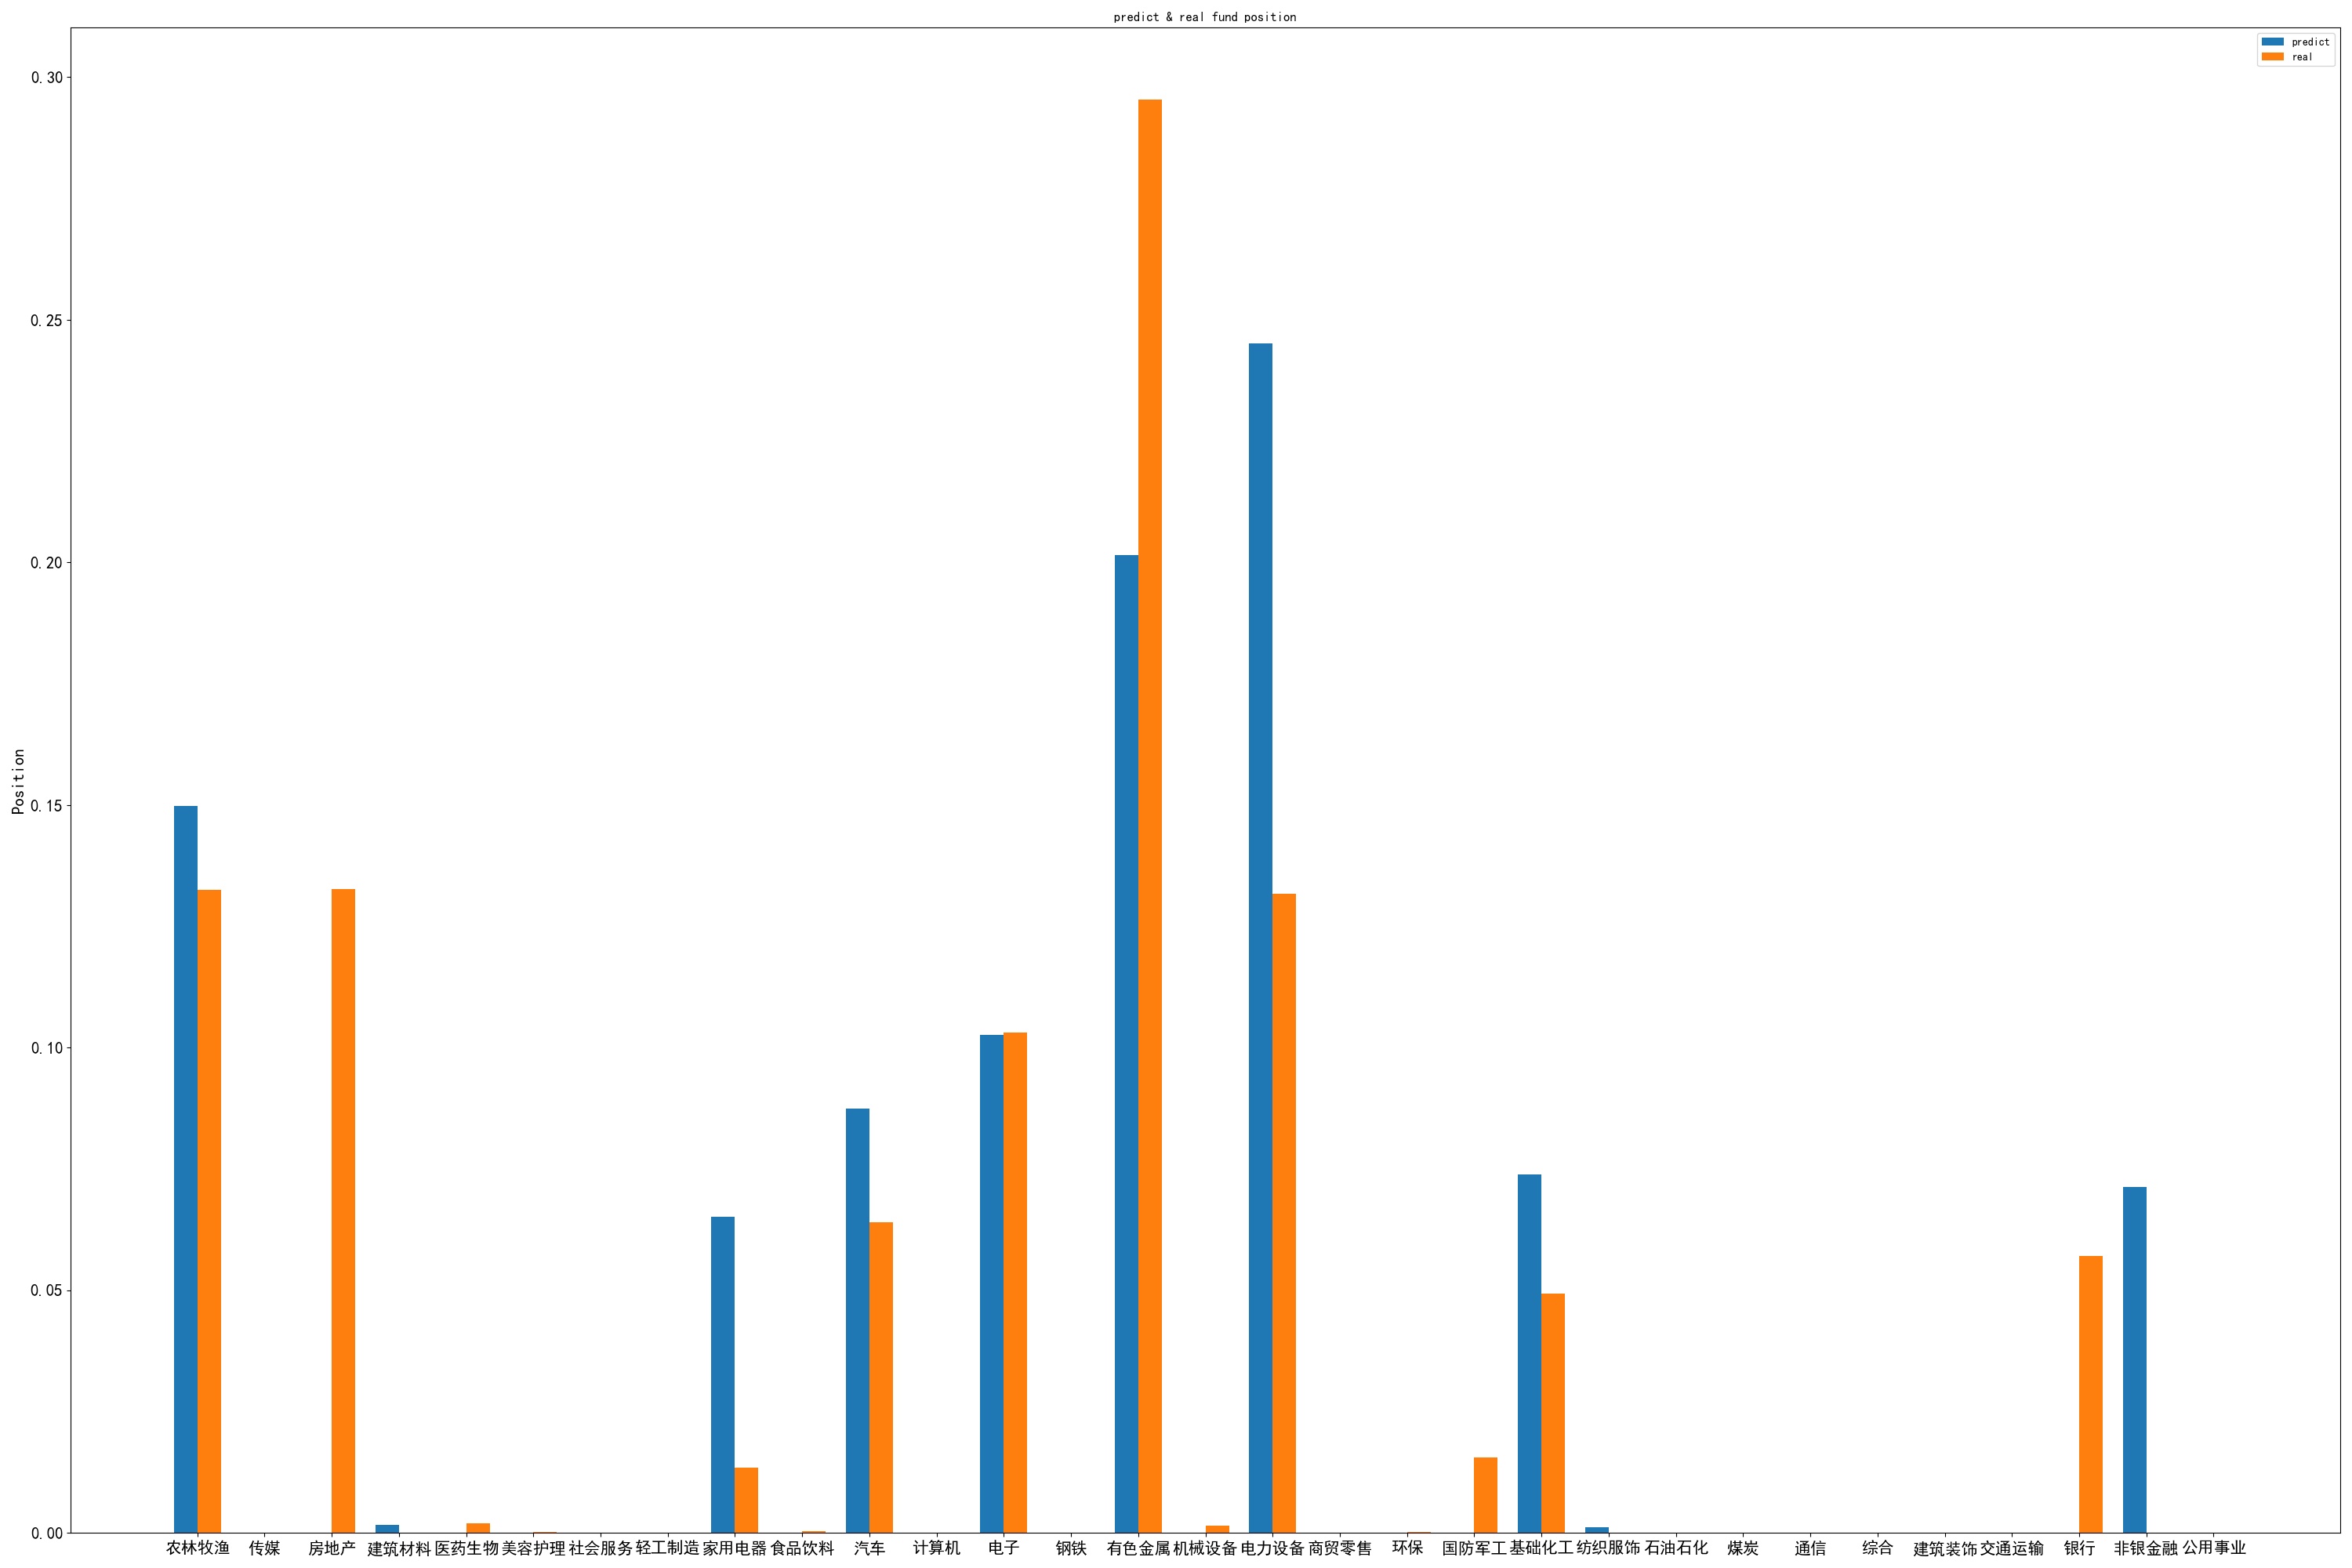 predict & real fund position
predict
real
0.30
0.25
0.20
0.15
0.10
0.05
0.00
Position
农林牧渔 传媒 房地产 建筑材料 医药生物 美容护理 社会服务 轻工制造 家用电器 食品饮料 汽车 计算机 电子 钢铁 有色金属 机械设备 电力设备 商贸零售 环保 国防军工 基础化工 纺织服饰 石油石化 煤炭 通信 综合 建筑装饰 交通运输 银行 非银金融 公用事业